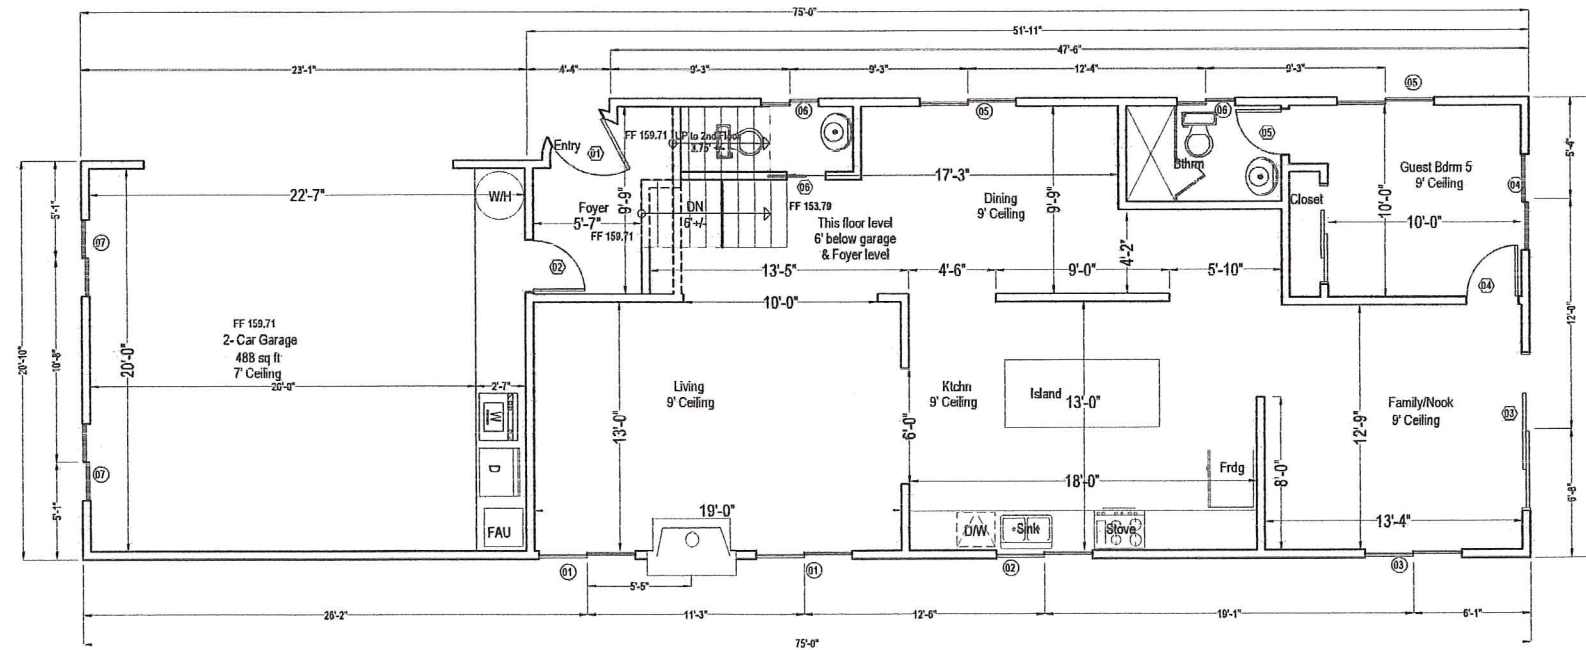 75'-0"
51'-11"
47'-6"
23'-1"
4'-4"
9'-3"
9'-3"
12'-4"
9'-3"
05
06
05
06
Entry
01
FF 159.71
UP to 2nd Floor
3.75' +/-
05
5'-4"
W/H
22'-7"
17'-3"
Bthrm
Guest Bdrm 5
9' Ceiling
04
06
FF 153.79
Closet
5'-1"
Foyer
5'-7"
FF 159.71
9'-9"
DN
6' +/-
Dining
9' Ceiling
9'-9"
10'-0"
10'-0"
This floor level
6' below garage
& Foyer level
4'-2"
07
02
13'-5"
4'-6"
9'-0"
5'-10"
04
10'-0"
12'-0"
20'-10"
10'-8"
20'-0"
FF 159.71
2- Car Garage
488 sq ft
7' Ceiling
20'-0"
2'-7"
Living
9' Ceiling
Ktchn
9' Ceiling
Island
13'-0"
Family/Nook
9' Ceiling
03
W
13'-0"
6'-0"
12'-9"
07
D
Frdg
18'-0"
8'-0"
6'-8"
5'-1"
FAU
19'-0"
D/W
Sink
Stove
13'-4"
01
01
02
03
5'-5"
26'-2"
11'-3"
12'-6"
19'-1"
6'-1"
75'-0"